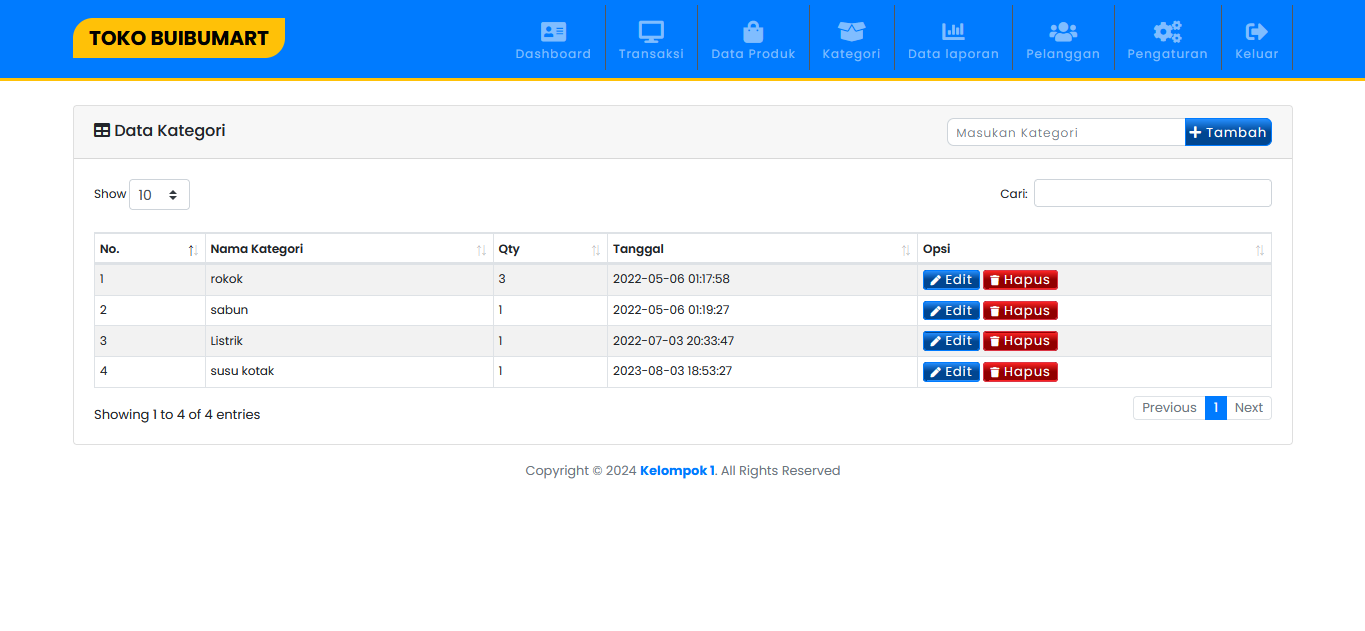 TOKO BUIBUMART
Dashboard Transaksi Data Produk Kategori Data laporan Pelanggan Pengaturan Keluar
Data Kategori
Masukan Kategori Tambah
Show 10 Cari:
No. Nama Kategori Qty Tanggal Opsi
1 rokok 3 2022-05-06 01:17:58 Edit Hapus
2 sabun 1 2022-05-06 01:19:27 Edit Hapus
3 Listrik 1 2022-07-03 20:33:47 Edit Hapus
4 susu kotak 1 2023-08-03 18:53:27 Edit Hapus
Showing 1 to 4 of 4 entries Previous 1 Next
Copyright © 2024 Kelompok 1. All Rights Reserved